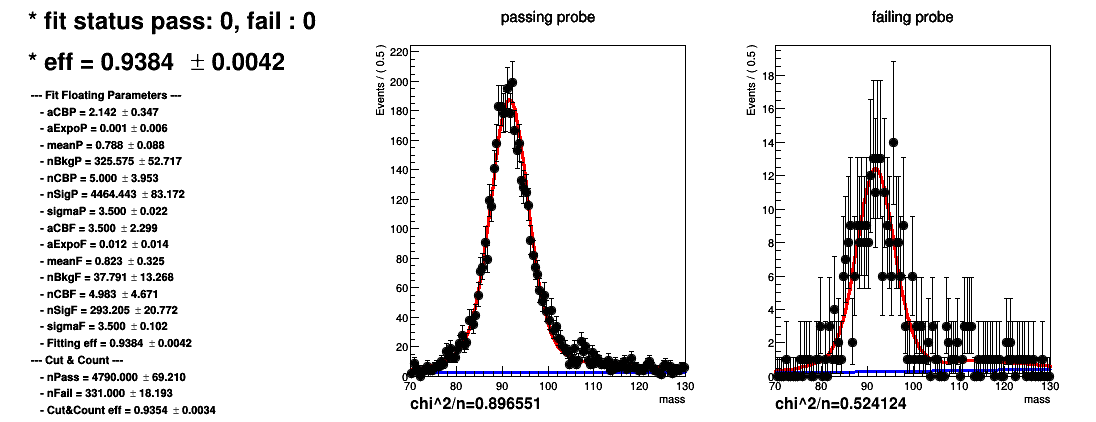 * fit status pass: 0, fail : 0
* eff = 0.9384 ± 0.0042
--- Fit Floating Parameters ---
- aCBP = 2.142 ± 0.347
- aExpoP = 0.001 ± 0.006
- meanP = 0.788 ± 0.088
- nBkgP = 325.575 ± 52.717
- nCBP = 5.000 ± 3.953
- nSigP = 4464.443 ± 83.172
- sigmaP = 3.500 ± 0.022
- aCBF = 3.500 ± 2.299
- aExpoF = 0.012 ± 0.014
- meanF = 0.823 ± 0.325
- nBkgF = 37.791 ± 13.268
- nCBF = 4.983 ± 4.671
- nSigF = 293.205 ± 20.772
- sigmaF = 3.500 ± 0.102
- Fitting eff = 0.9384 ± 0.0042
--- Cut & Count ---
- nPass = 4790.000 ± 69.210
- nFail = 331.000 ± 18.193
- Cut&Count eff = 0.9354 ± 0.0034
passing probe
Events / ( 0.5 )
220
200
180
160
140
120
100
80
60
40
20
0
70 80 90 100 110 120 130
mass
chi^2/n=0.896551
failing probe
Events / ( 0.5 )
18
16
14
12
10
8
6
4
2
0
70 80 90 100 110 120 130
mass
chi^2/n=0.524124